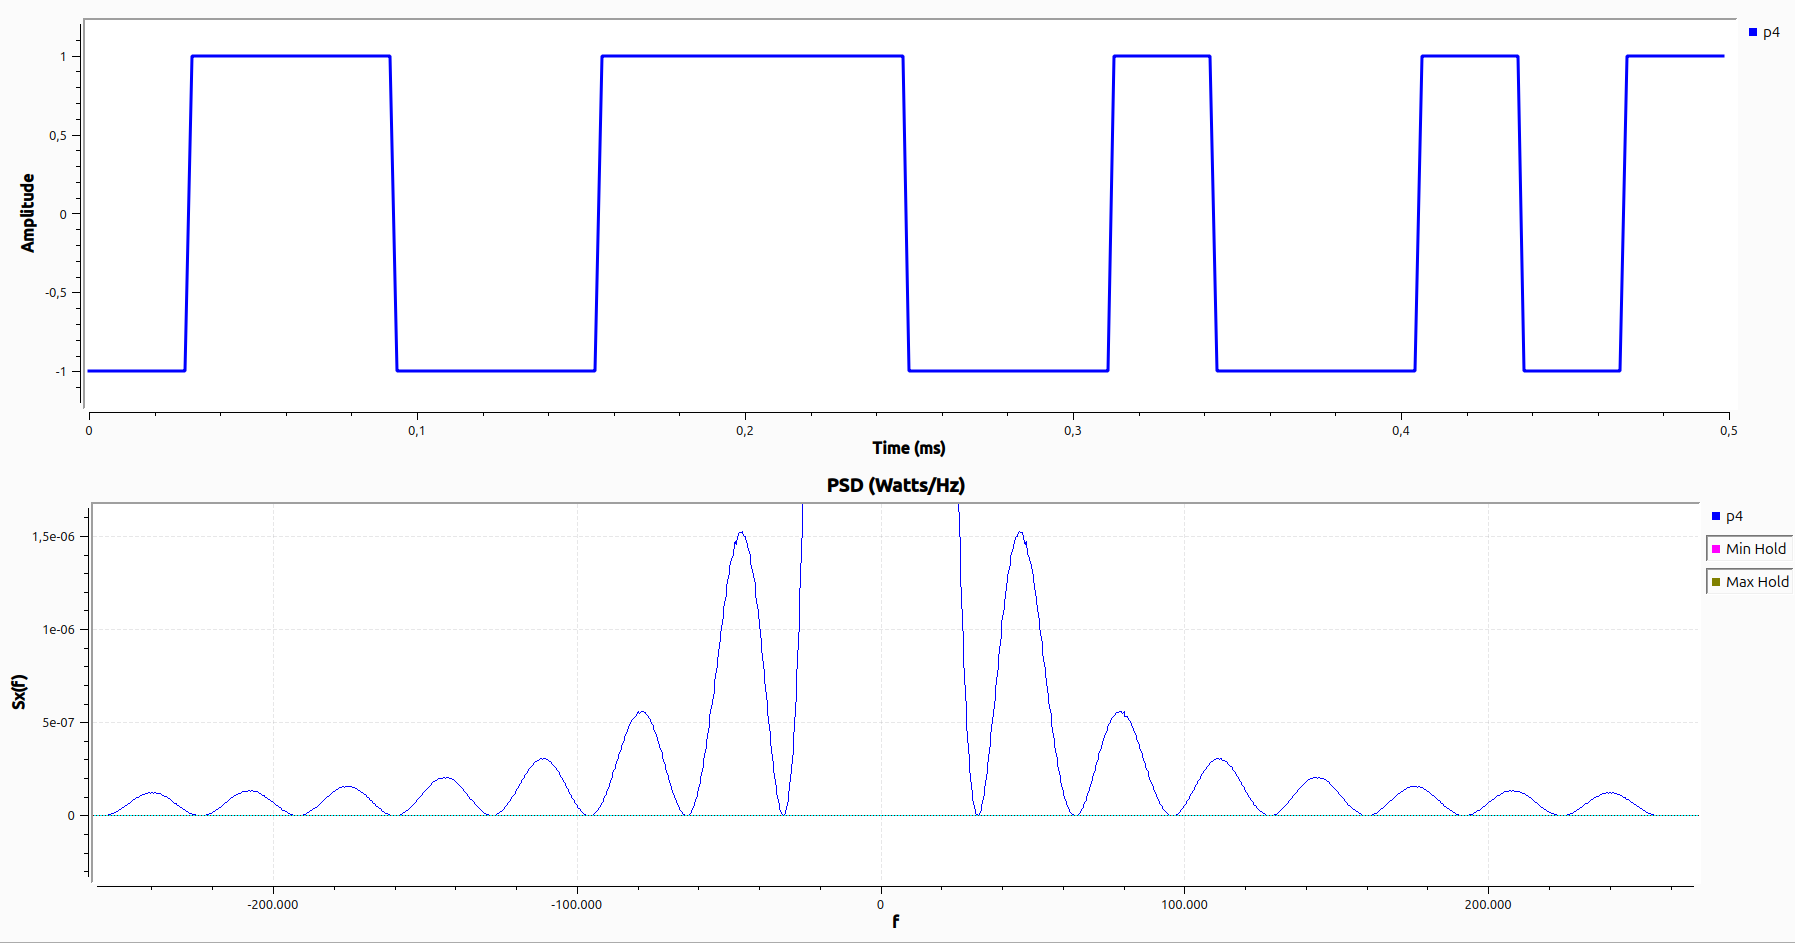 p4
1
0,5
0
-0,5
-1
Amplitude
0
0,1
0,2
0,3
0,4
0,5
Time (ms)
PSD (Watts/Hz)
p4
Min Hold
Max Hold
1,5e-06
1e-06
5e-07
0
Sx(f)
-200.000
-100.000
0
100.000
200.000
f